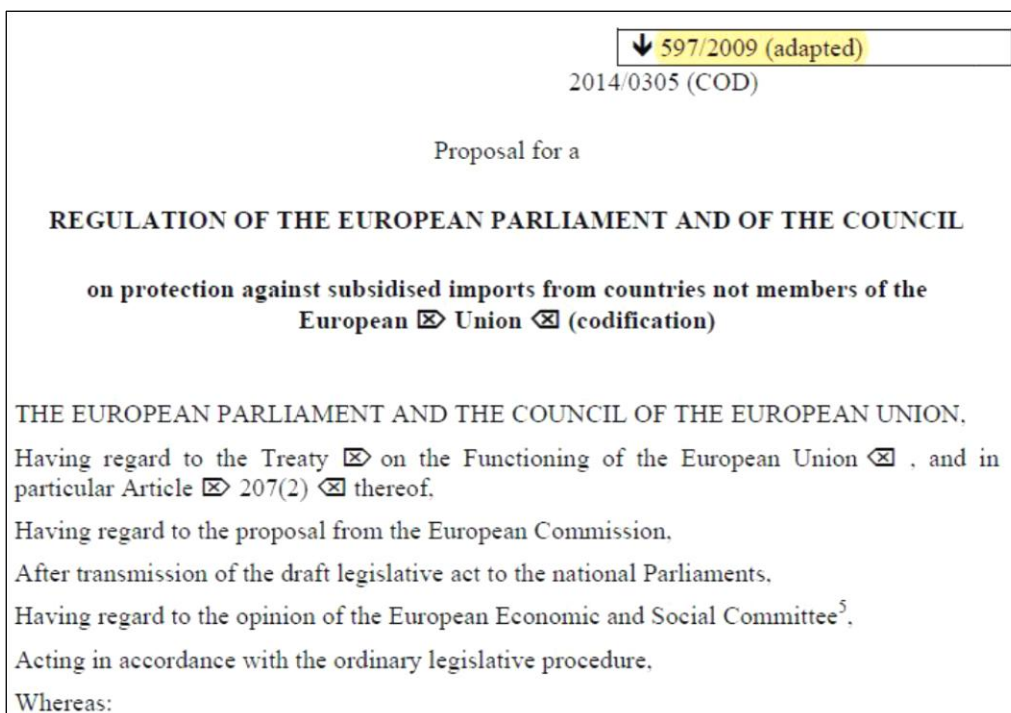 🡻 597/2009 (adapted)
2014/0305 (COD)
Proposal for a
REGULATION OF THE EUROPEAN PARLIAMENT AND OF THE COUNCIL
on protection against subsidised imports from countries not members of the
European ⌦ Union ⌫ (codification)
THE EUROPEAN PARLIAMENT AND THE COUNCIL OF THE EUROPEAN UNION,
Having regard to the Treaty ⌦ on the Functioning of the European Union ⌫ , and in
particular Article ⌦ 207(2) ⌫ thereof,
Having regard to the proposal from the European Commission,
After transmission of the draft legislative act to the national Parliaments,
Having regard to the opinion of the European Economic and Social Committee⁵,
Acting in accordance with the ordinary legislative procedure,
Whereas: